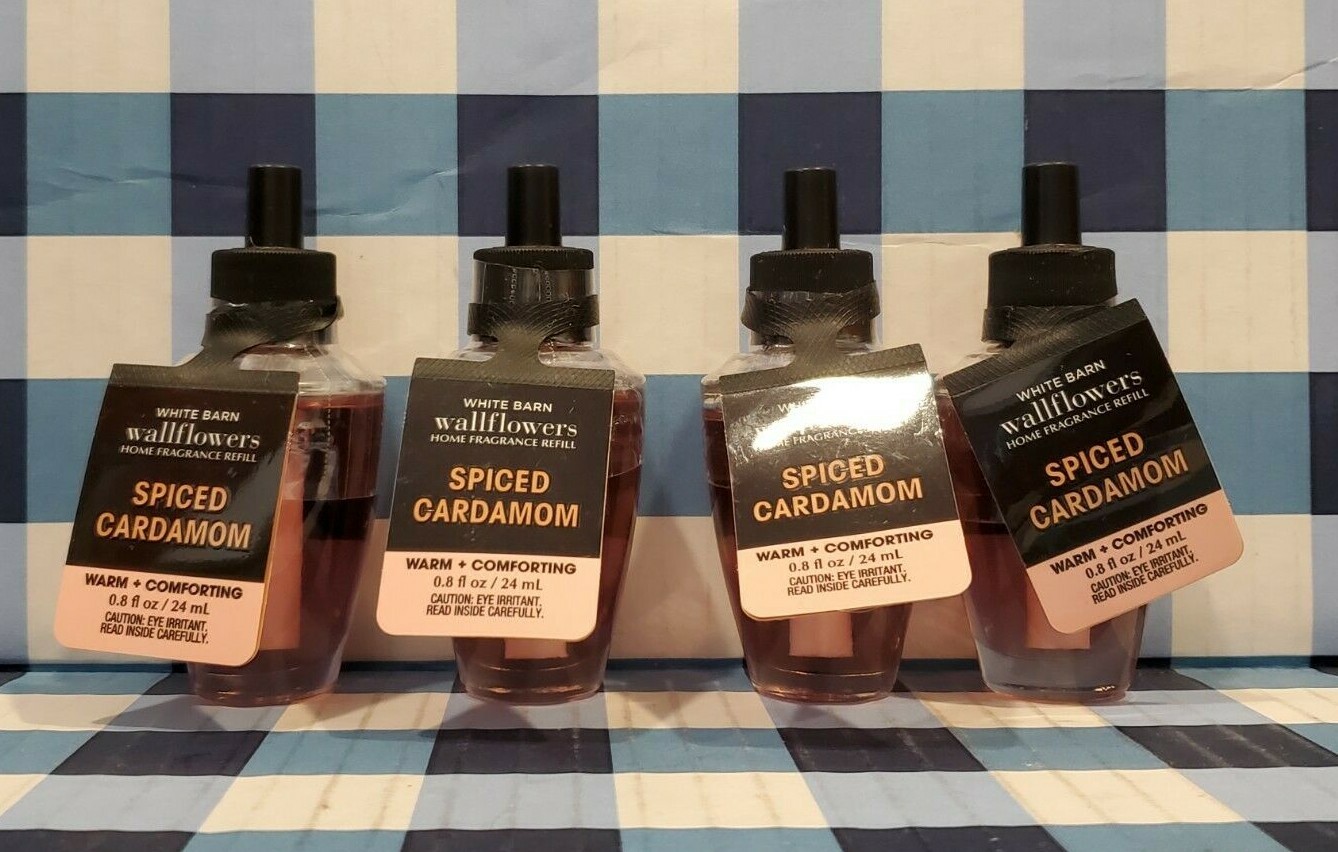 WHITE BARN
wallflowers
HOME FRAGRANCE REFILL
SPICED
CARDAMOM
WARM + COMFORTING
0.8 fl oz / 24 mL
CAUTION: EYE IRRITANT,
READ INSIDE CAREFULLY.
WHITE BARN
wallflowers
HOME FRAGRANCE REFILL
SPICED
CARDAMOM
WARM + COMFORTING
0.8 fl oz / 24 mL
CAUTION: EYE IRRITANT,
READ INSIDE CAREFULLY.
HOME FRAGRANCE REFILL
SPICED
CARDAMOM
WARM + COMFORTING
0.8 fl oz / 24 mL
CAUTION: EYE IRRITANT,
READ INSIDE CAREFULLY.
WHITE BARN
wallflowers
HOME FRAGRANCE REFILL
SPICED
CARDAMOM
WARM + COMFORTING
0.8 fl oz / 24 mL
CAUTION: EYE IRRITANT,
READ INSIDE CAREFULLY.